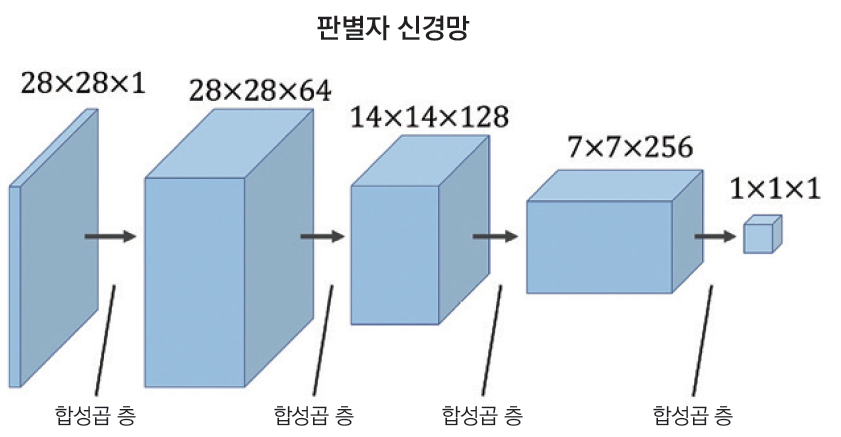 판별자 신경망
28×28×1
28×28×64
14×14×128
7×7×256
1×1×1
합성곱 층
합성곱 층
합성곱 층
합성곱 층